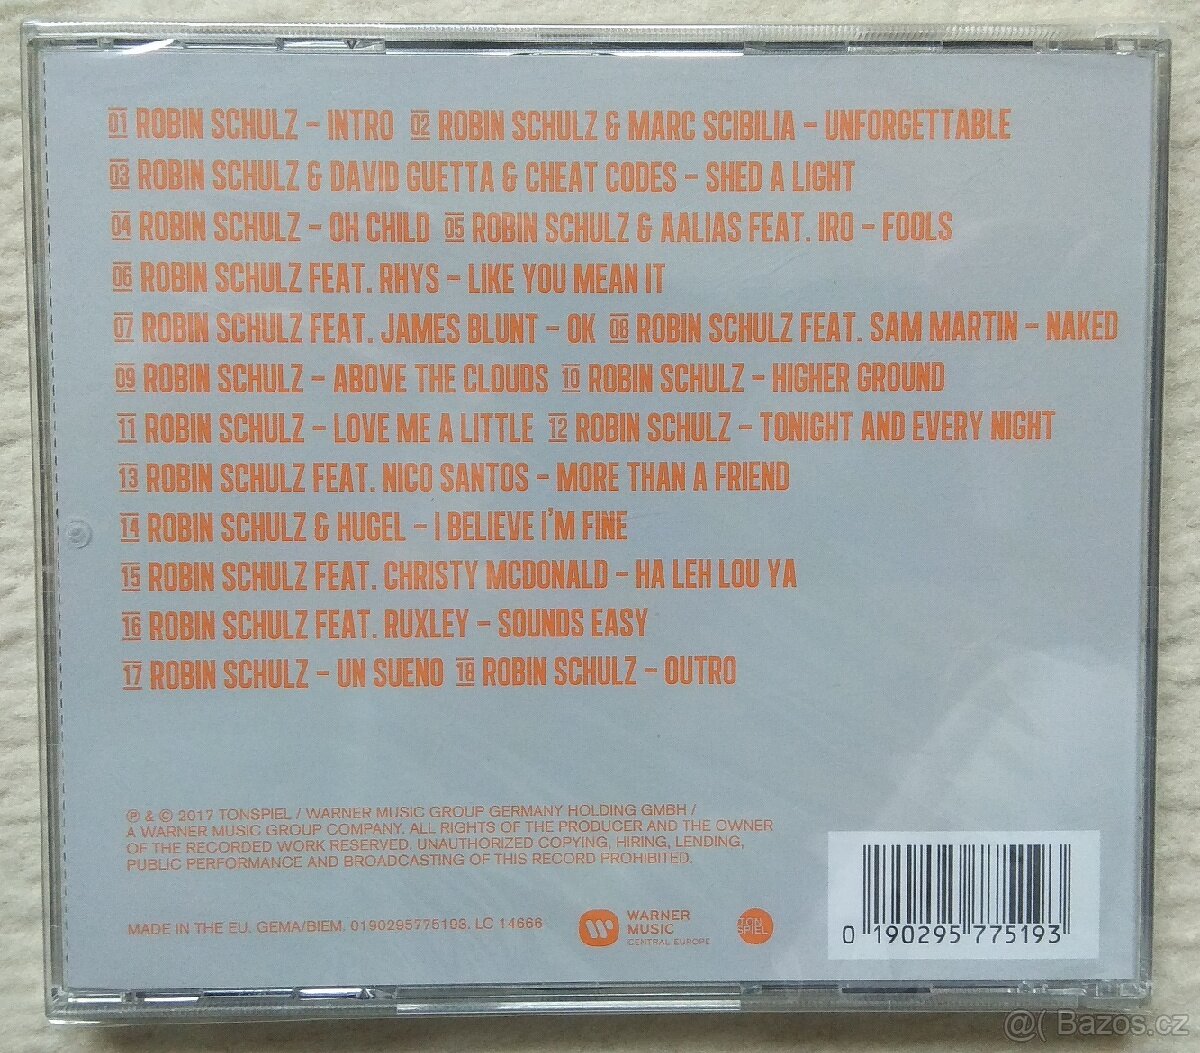 01 ROBIN SCHULZ – INTRO 02 ROBIN SCHULZ & MARC SCIBILIA – UNFORGETTABLE
03 ROBIN SCHULZ & DAVID GUETTA & CHEAT CODES – SHED A LIGHT
04 ROBIN SCHULZ – OH CHILD 05 ROBIN SCHULZ & AALIAS FEAT. IRO – FOOLS
06 ROBIN SCHULZ FEAT. RHYS – LIKE YOU MEAN IT
07 ROBIN SCHULZ FEAT. JAMES BLUNT – OK 08 ROBIN SCHULZ FEAT. SAM MARTIN – NAKED
09 ROBIN SCHULZ – ABOVE THE CLOUDS 10 ROBIN SCHULZ – HIGHER GROUND
11 ROBIN SCHULZ – LOVE ME A LITTLE 12 ROBIN SCHULZ – TONIGHT AND EVERY NIGHT
13 ROBIN SCHULZ FEAT. NICO SANTOS – MORE THAN A FRIEND
14 ROBIN SCHULZ & HUGEL – I BELIEVE I'M FINE
15 ROBIN SCHULZ FEAT. CHRISTY MCDONALD – HA LEH LOU YA
16 ROBIN SCHULZ FEAT. RUXLEY – SOUNDS EASY
17 ROBIN SCHULZ – UN SUENO 18 ROBIN SCHULZ – OUTRO
℗ & © 2017 TONSPIEL / WARNER MUSIC GROUP GERMANY HOLDING GMBH /
A WARNER MUSIC GROUP COMPANY. ALL RIGHTS OF THE PRODUCER AND THE OWNER
OF THE RECORDED WORK RESERVED. UNAUTHORIZED COPYING, HIRING, LENDING,
PUBLIC PERFORMANCE AND BROADCASTING OF THIS RECORD PROHIBITED.
MADE IN THE EU. GEMA/BIEM. 0190295775193. LC 14666
WARNER
MUSIC
CENTRAL EUROPE
TON
SPIEL
0 190295 775193
@( Bazos.cz